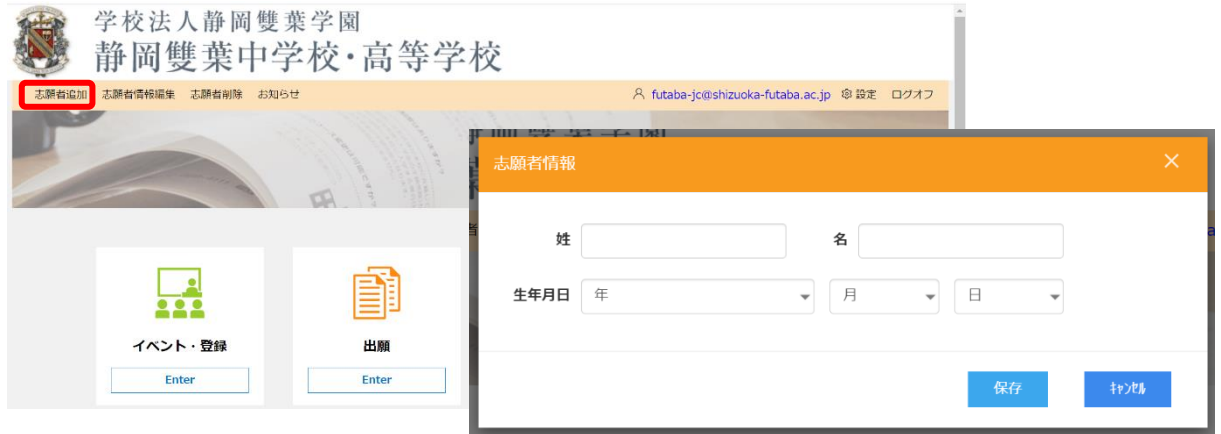 学校法人静岡雙葉学園
静岡雙葉中学校・高等学校
志願者追加 志願者情報編集 志願者削除 お知らせ futaba-jc@shizuoka-futaba.ac.jp 設定 ログオフ
イベント・登録
Enter
出願
Enter
志願者情報 ×
姓 名
生年月日 年 月 日
保存 ｷｬﾝｾﾙ